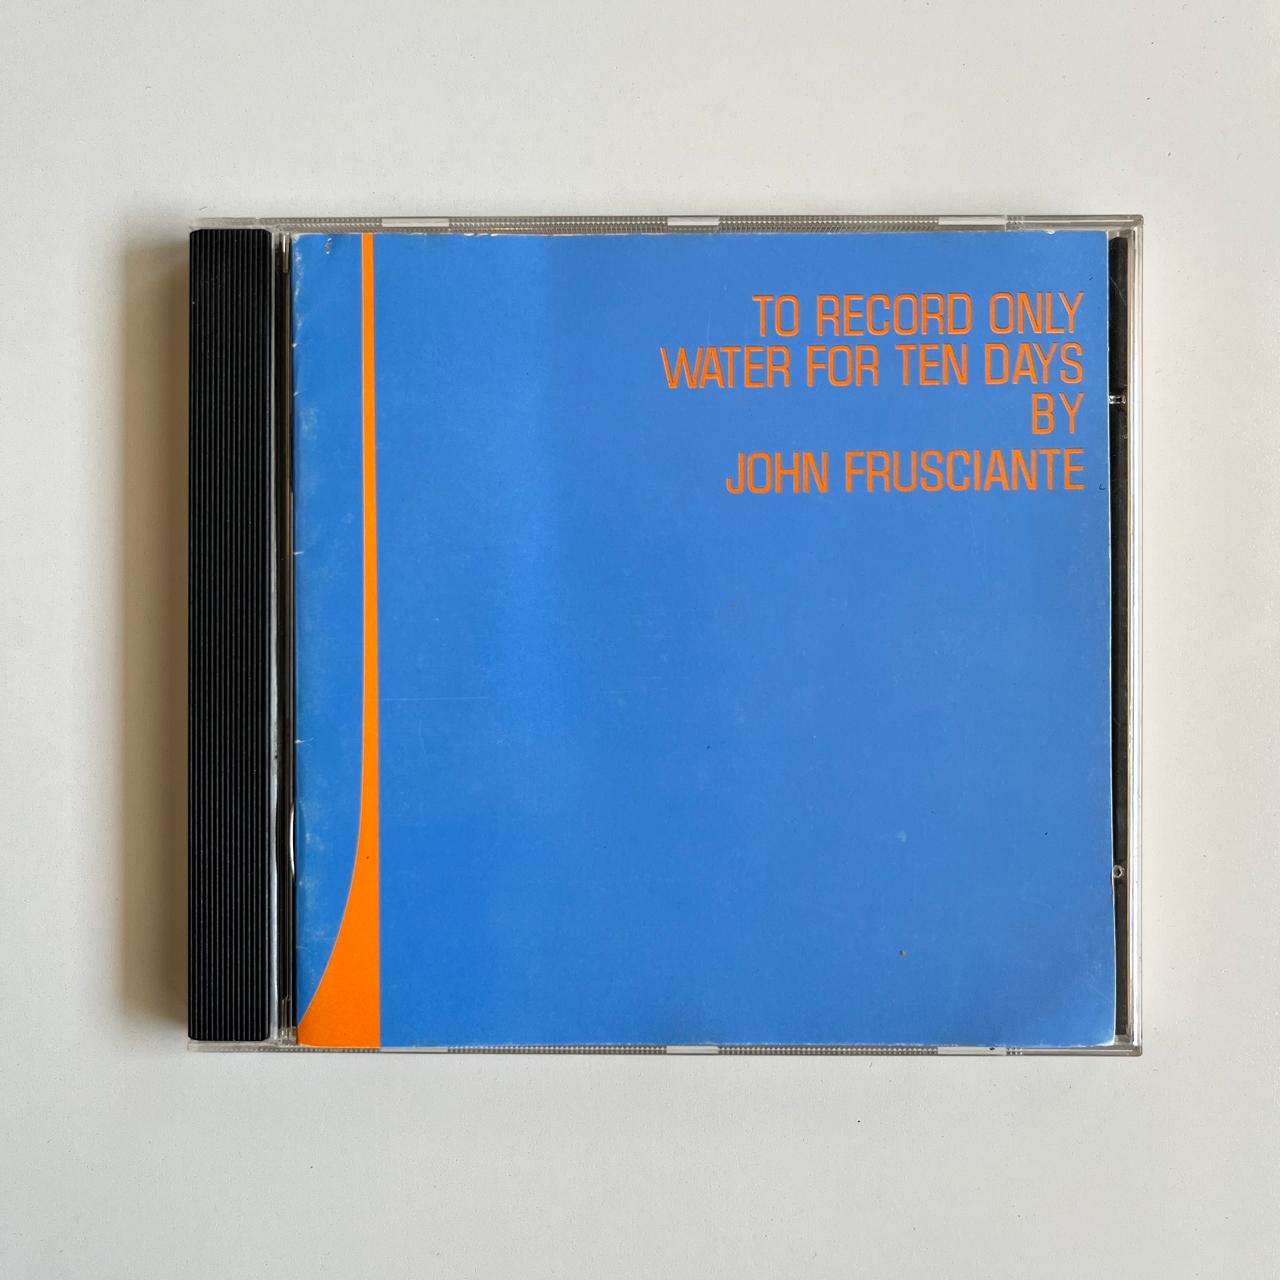 TO RECORD ONLY
WATER FOR TEN DAYS
BY
JOHN FRUSCIANTE